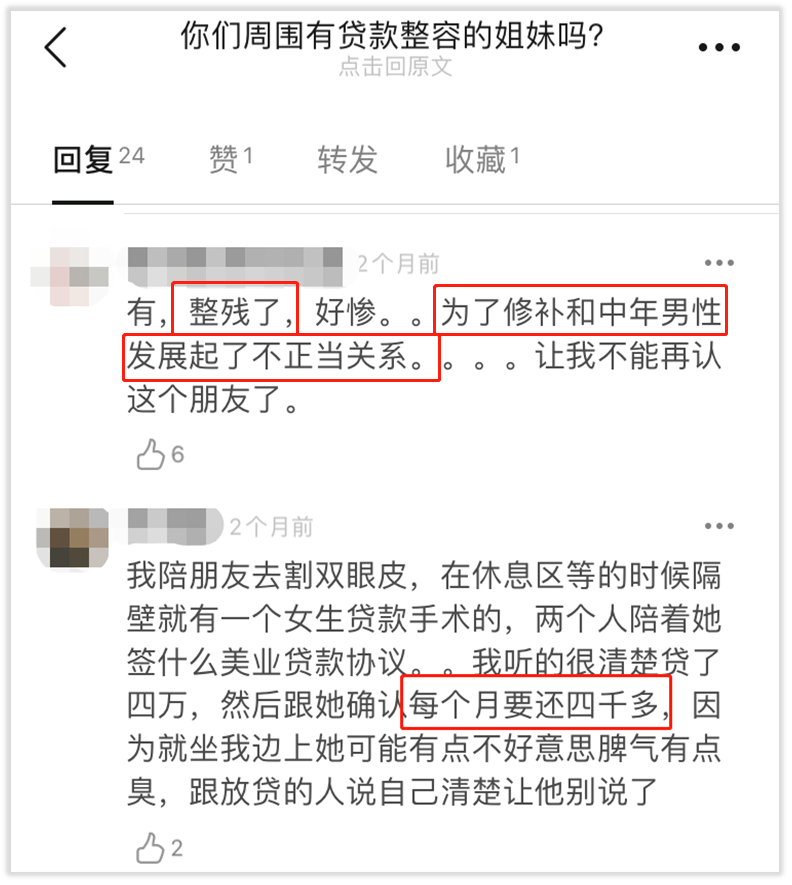 你们周围有贷款整容的姐妹吗?
点击回原文
回复 24 赞 1 转发 收藏 1
2个月前
有,整残了,好惨。。为了修补和中年男性
发展起了不正当关系。。。。让我不能再认
这个朋友了。
6
2个月前
我陪朋友去割双眼皮，在休息区等的时候隔
壁就有一个女生贷款手术的，两个人陪着她
签什么美业贷款协议。。我听的很清楚贷了
四万，然后跟她确认每个月要还四千多，因
为就坐我边上她可能有点不好意思脾气有点
臭，跟放贷的人说自己清楚让他别说了
2